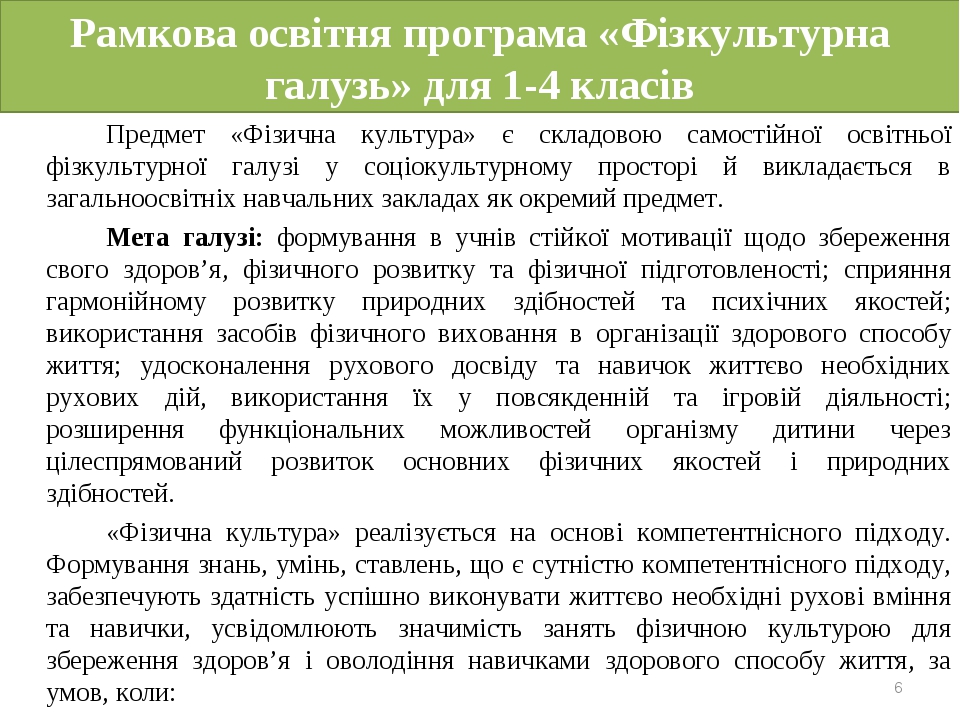 Рамкова освітня програма «Фізкультурна
галузь» для 1-4 класів
Предмет «Фізична культура» є складовою самостійної освітньої
фізкультурної галузі у соціокультурному просторі й викладається в
загальноосвітніх навчальних закладах як окремий предмет.
Мета галузі: формування в учнів стійкої мотивації щодо збереження
свого здоров’я, фізичного розвитку та фізичної підготовленості; сприяння
гармонійному розвитку природних здібностей та психічних якостей;
використання засобів фізичного виховання в організації здорового способу
життя; удосконалення рухового досвіду та навичок життєво необхідних
рухових дій, використання їх у повсякденній та ігровій діяльності;
розширення функціональних можливостей організму дитини через
цілеспрямований розвиток основних фізичних якостей і природних
здібностей.
«Фізична культура» реалізується на основі компетентнісного підходу.
Формування знань, умінь, ставлень, що є сутністю компетентнісного підходу,
забезпечують здатність успішно виконувати життєво необхідні рухові вміння
та навички, усвідомлюють значимість занять фізичною культурою для
збереження здоров’я і оволодіння навичками здорового способу життя, за
умов, коли:
6